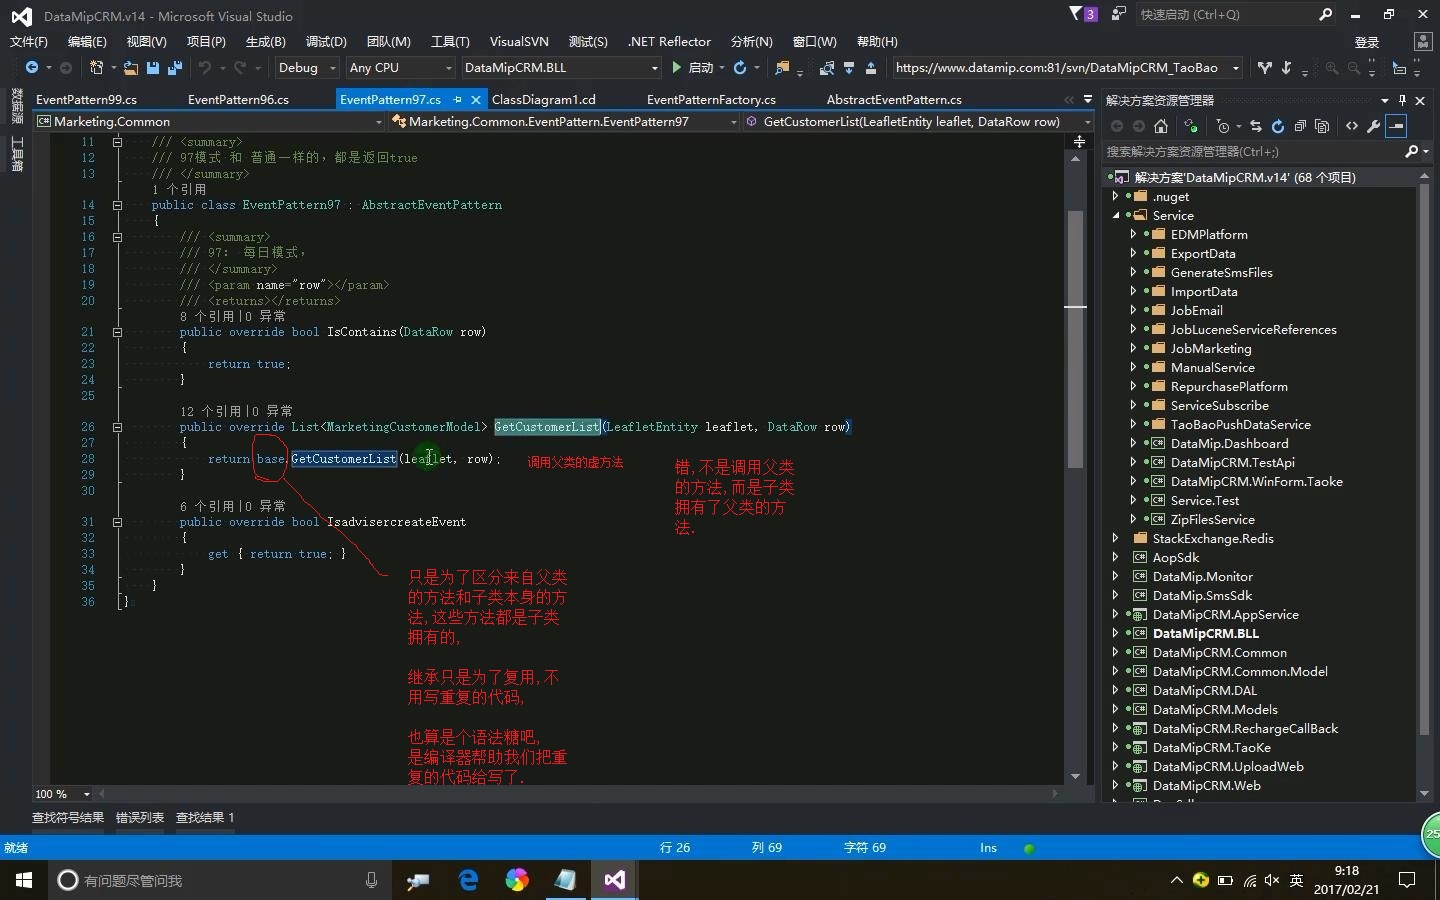 DataMipCRM.v14 - Microsoft Visual Studio
3
快速启动 (Ctrl+Q)
文件(F) 编辑(E) 视图(V) 项目(P) 生成(B) 调试(D) 团队(M) 工具(T) VisualSVN 测试(S) .NET Reflector 分析(N) 窗口(W) 帮助(H) 登录
Debug Any CPU DataMipCRM.BLL 启动 https://www.datamip.com:81/svn/DataMipCRM_TaoBao
数据源
工具箱
EventPattern99.cs EventPattern96.cs EventPattern97.cs ClassDiagram1.cd EventPatternFactory.cs AbstractEventPattern.cs
Marketing.Common Marketing.Common.EventPattern.EventPattern97 GetCustomerList(LeafletEntity leaflet, DataRow row)
11 /// <summary>
12 /// 97模式 和 普通一样的，都是返回true
13 /// </summary>
1 个引用
14 public class EventPattern97 : AbstractEventPattern
15 {
16 /// <summary>
17 /// 97： 每日模式，
18 /// </summary>
19 /// <param name="row"></param>
20 /// <returns></returns>
8 个引用|0 异常
21 public override bool IsContains(DataRow row)
22 {
23 return true;
24 }
25
12 个引用|0 异常
26 public override List<MarketingCustomerModel> GetCustomerList(LeafletEntity leaflet, DataRow row)
27 {
28 return base.GetCustomerList(leaflet, row); 调用父类的虚方法
29 }
30
6 个引用|0 异常
31 public override bool IsadvisercreateEvent
32 {
33 get { return true; }
34 }
35 }
36 }
错,不是调用父类
的方法,而是子类
拥有了父类的方
法.
只是为了区分来自父类
的方法和子类本身的方
法,这些方法都是子类
拥有的,
继承只是为了复用,不
用写重复的代码,
也算是个语法糖吧,
是编译器帮助我们把重
复的代码给写了.
100 %
解决方案资源管理器
搜索解决方案资源管理器(Ctrl+;)
解决方案'DataMipCRM.v14' (68 个项目)
.nuget
Service
EDMPlatform
ExportData
GenerateSmsFiles
ImportData
JobEmail
JobLuceneServiceReferences
JobMarketing
ManualService
RepurchasePlatform
ServiceSubscribe
TaoBaoPushDataService
DataMip.Dashboard
DataMipCRM.TestApi
DataMipCRM.WinForm.Taoke
Service.Test
ZipFilesService
StackExchange.Redis
AopSdk
DataMip.Monitor
DataMip.SmsSdk
DataMipCRM.AppService
DataMipCRM.BLL
DataMipCRM.Common
DataMipCRM.Common.Model
DataMipCRM.DAL
DataMipCRM.Models
DataMipCRM.RechargeCallBack
DataMipCRM.TaoKe
DataMipCRM.UploadWeb
DataMipCRM.Web
查找符号结果 错误列表 查找结果 1
就绪 行 26 列 69 字符 69 Ins
25
有问题尽管问我
英
9:18
2017/02/21